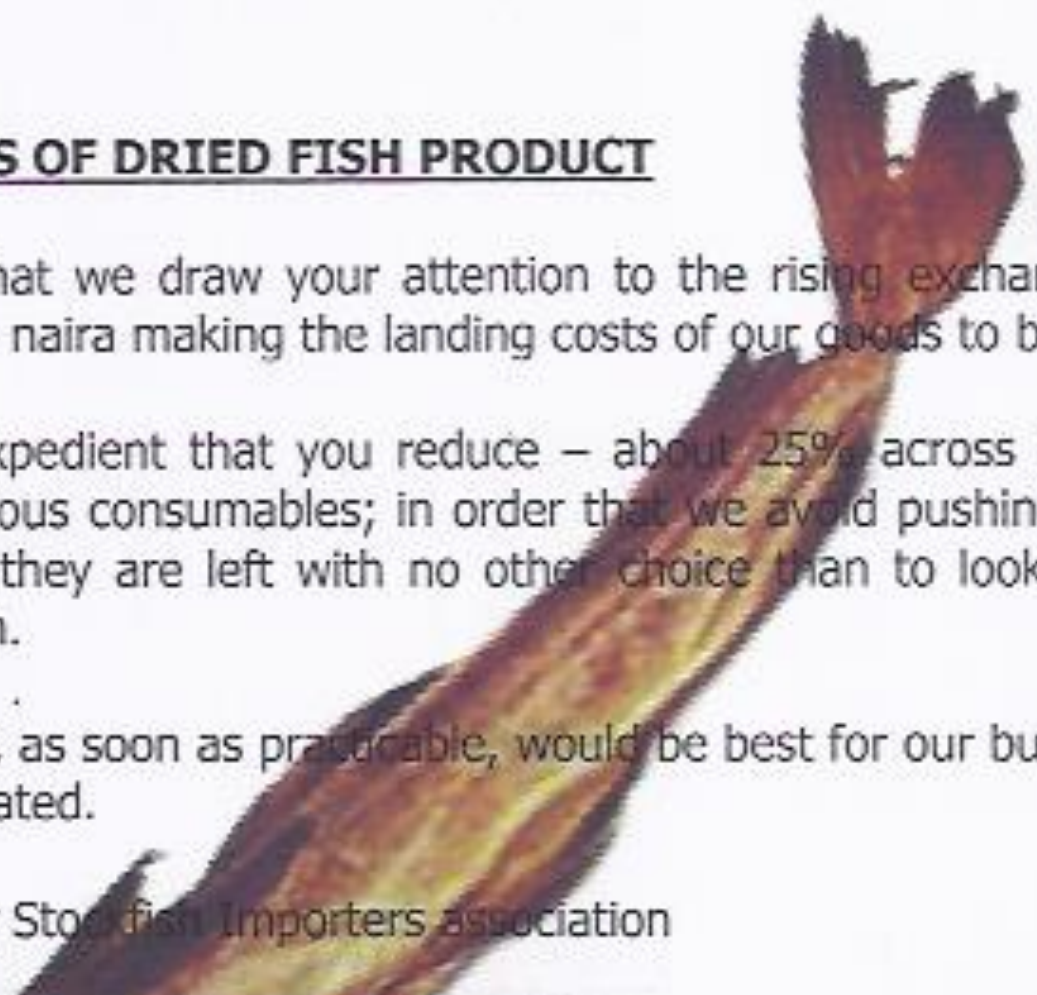 S OF DRIED FISH PRODUCT
hat we draw your attention to the rising exchan
naira making the landing costs of our goods to b
xpedient that you reduce – about 25% across
ous consumables; in order that we avoid pushin
they are left with no other choice than to look
.
, as soon as practicable, would be best for our bu
ated.
Stockfish Importers association